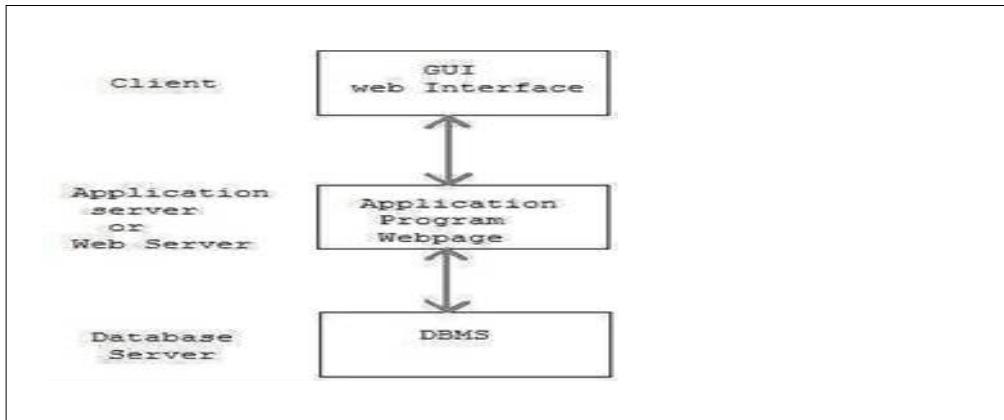 Client
GUI
web Interface
Application
server
or
Web Server
Application
Program
Webpage
Database
Server
DBMS